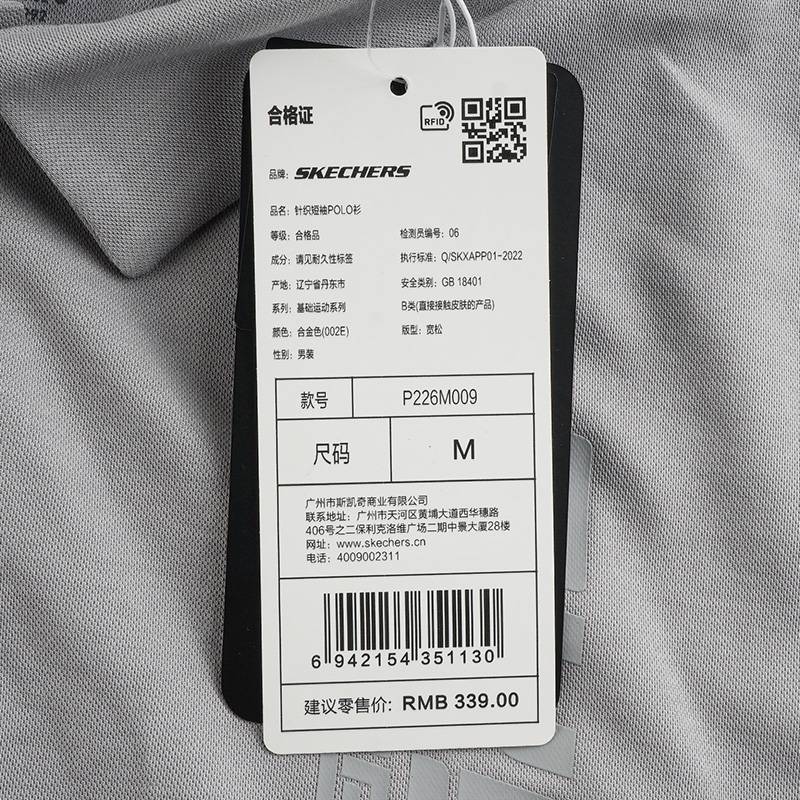 292
合格证
RFID
品牌: SKECHERS
品名: 针织短袖POLO衫
等级: 合格品
检测员编号: 06
成分: 请见耐久性标签
执行标准: Q/SKXAPP01-2022
产地: 辽宁省丹东市
安全类别: GB 18401
系列: 基础运动系列
B类(直接接触皮肤的产品)
颜色: 合金色(002E)
版型: 宽松
性别: 男装
款号 P226M009
尺码 M
广州市斯凯奇商业有限公司
联系地址: 广州市天河区黄埔大道西华穗路
406号之二保利克洛维广场二期中景大厦28楼
网址: www.skechers.cn
电话: 4009002311
6 942154 351130
建议零售价: RMB 339.00